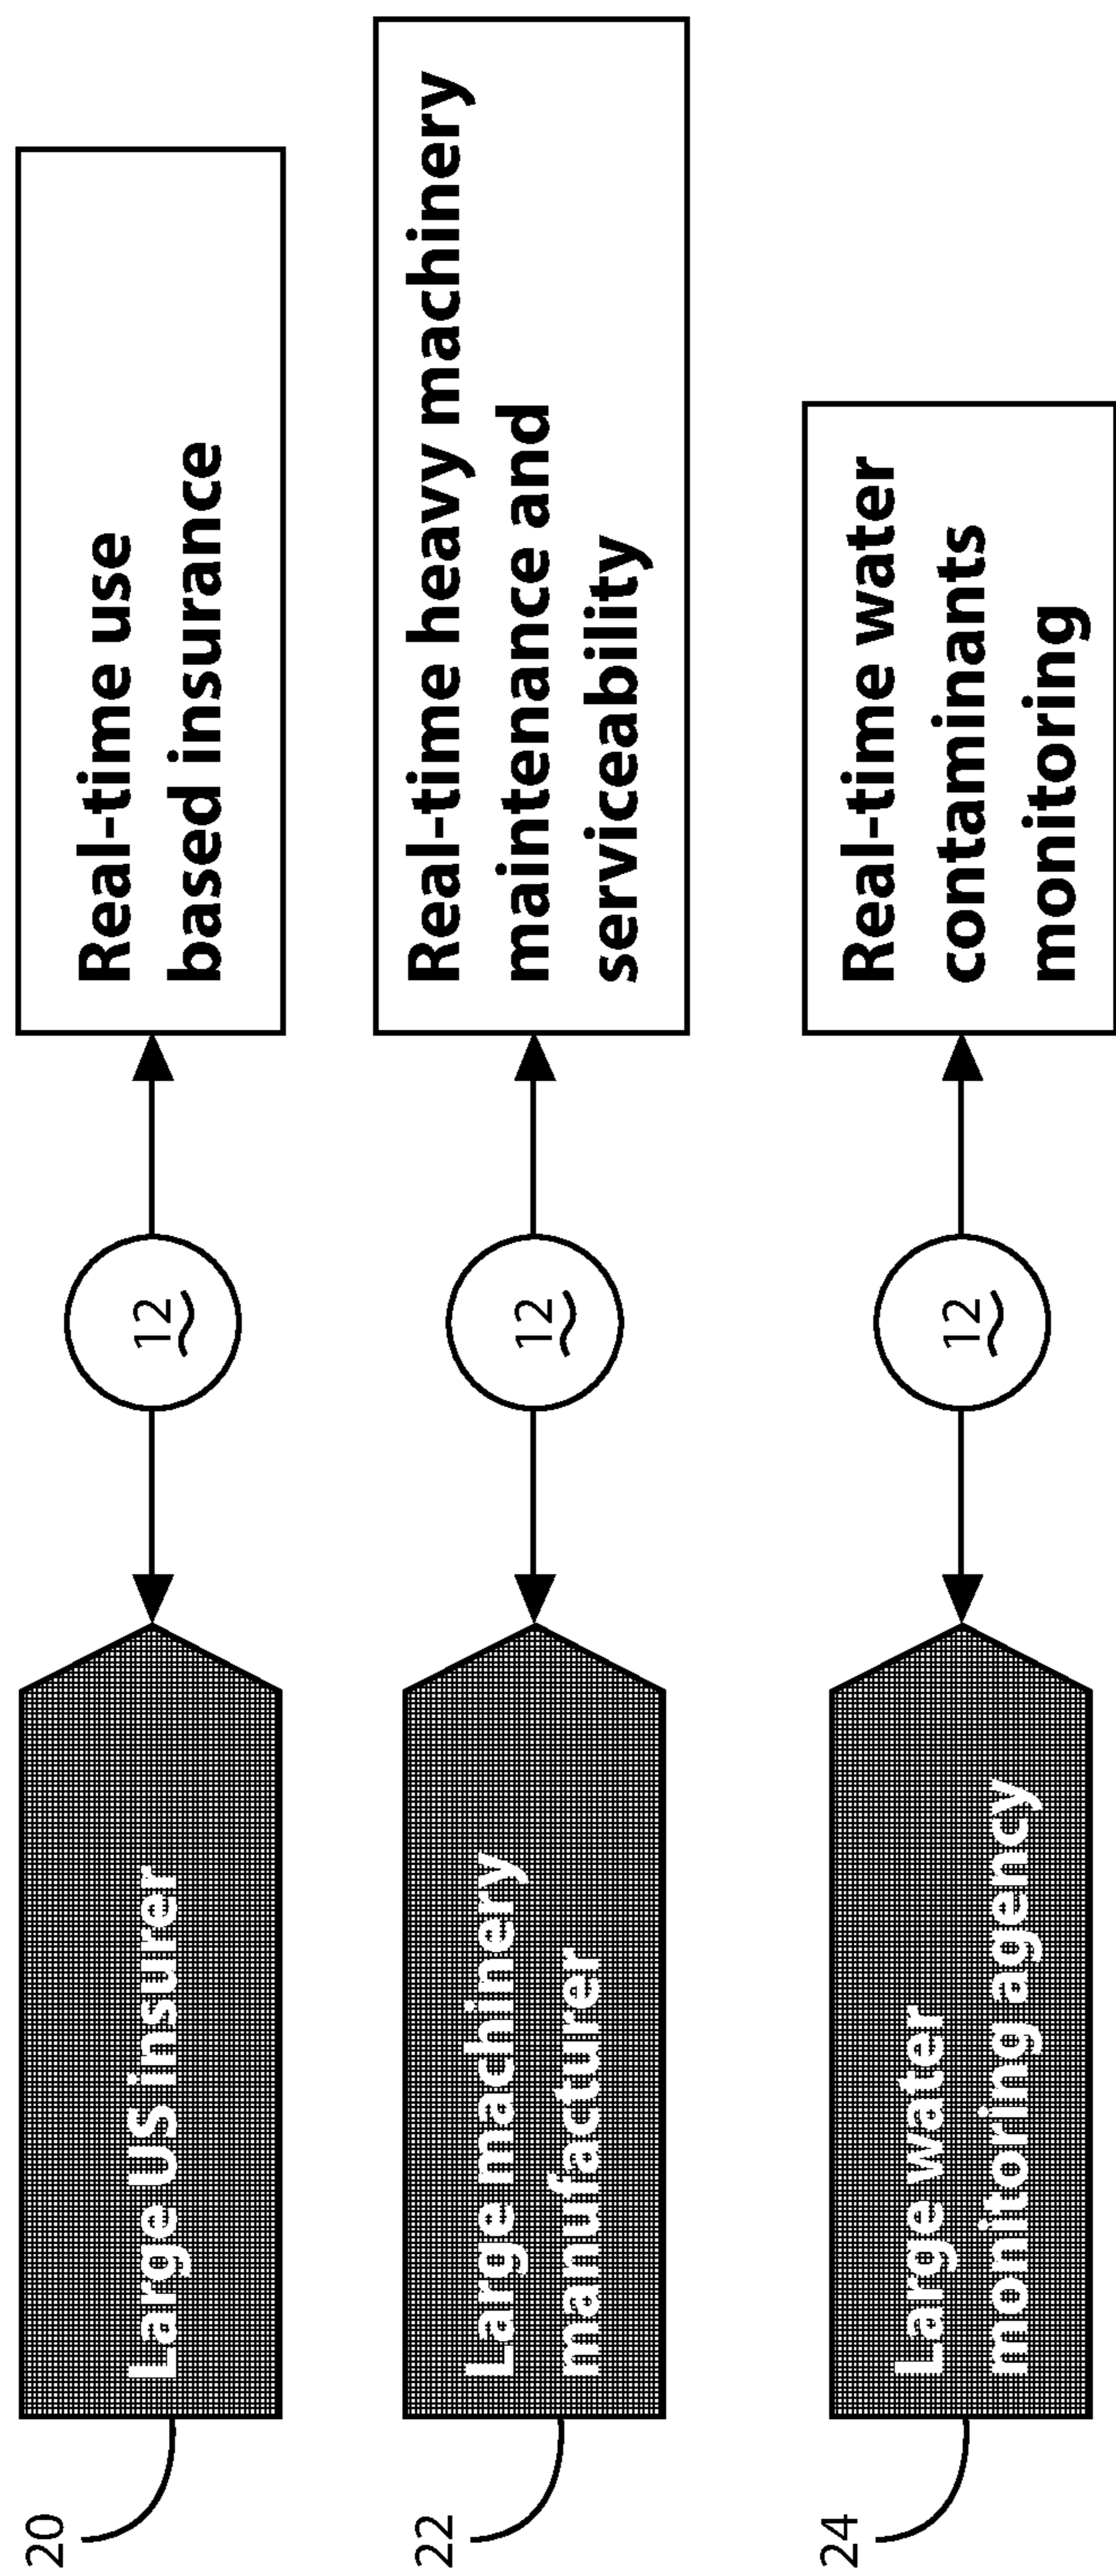 20
Large US insurer
12
Real-time use
based insurance
22
Large machinery
manufacturer
12
Real-time heavy machinery
maintenance and
serviceability
24
Large water
monitoring agency
12
Real-time water
contaminants
monitoring